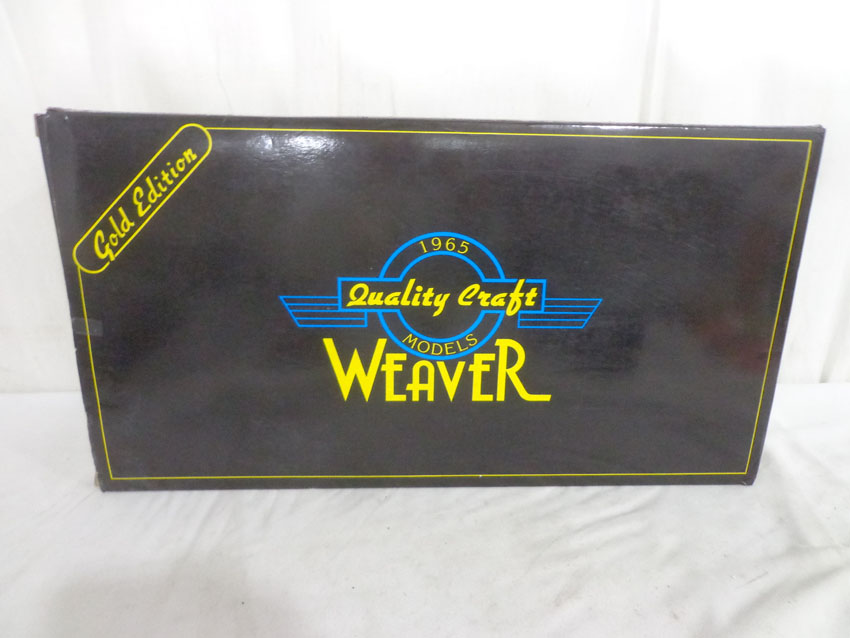 Gold Edition
1965
Quality Craft
MODELS
WEAVER